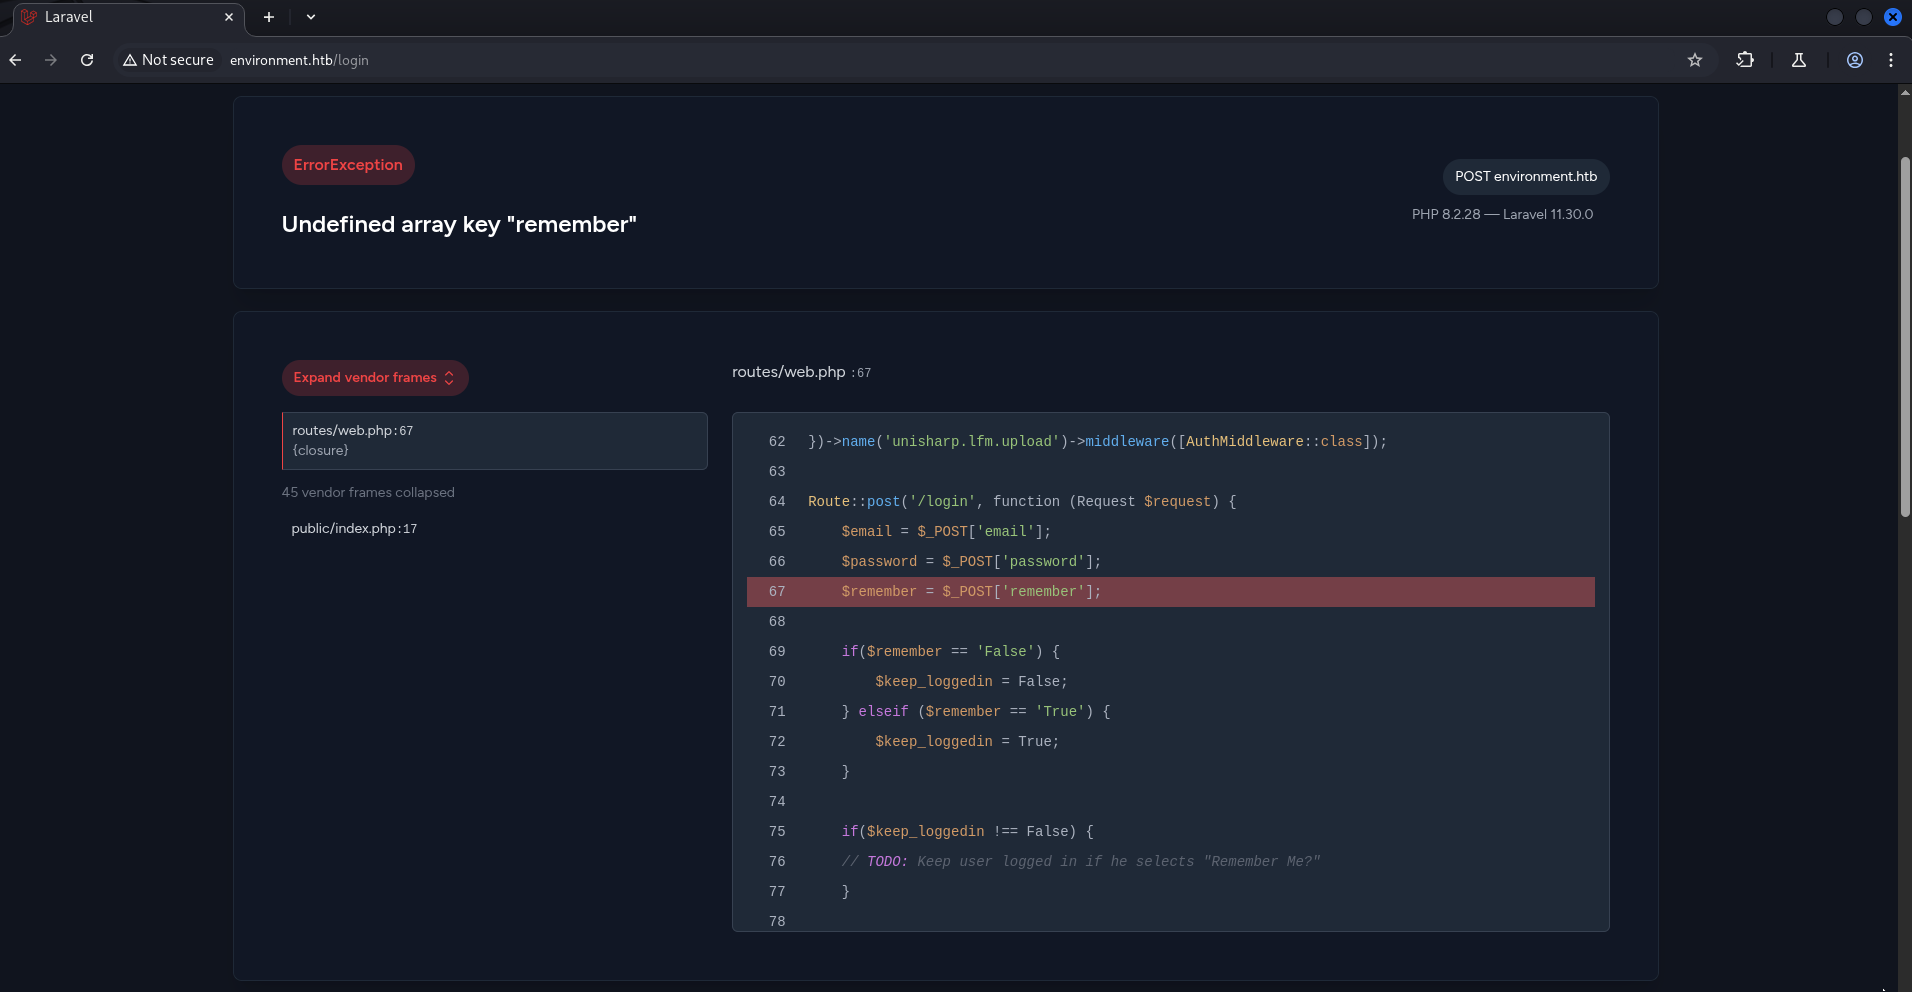 Laravel
Not secure environment.htb/login
ErrorException
POST environment.htb
PHP 8.2.28 — Laravel 11.30.0
Undefined array key "remember"
Expand vendor frames
routes/web.php:67
{closure}
45 vendor frames collapsed
public/index.php:17
routes/web.php :67
62 })->name('unisharp.lfm.upload')->middleware([AuthMiddleware::class]);
63
64 Route::post('/login', function (Request $request) {
65     $email = $_POST['email'];
66     $password = $_POST['password'];
67     $remember = $_POST['remember'];
68
69     if($remember == 'False') {
70         $keep_loggedin = False;
71     } elseif ($remember == 'True') {
72         $keep_loggedin = True;
73     }
74
75     if($keep_loggedin !== False) {
76     // TODO: Keep user logged in if he selects "Remember Me?"
77     }
78